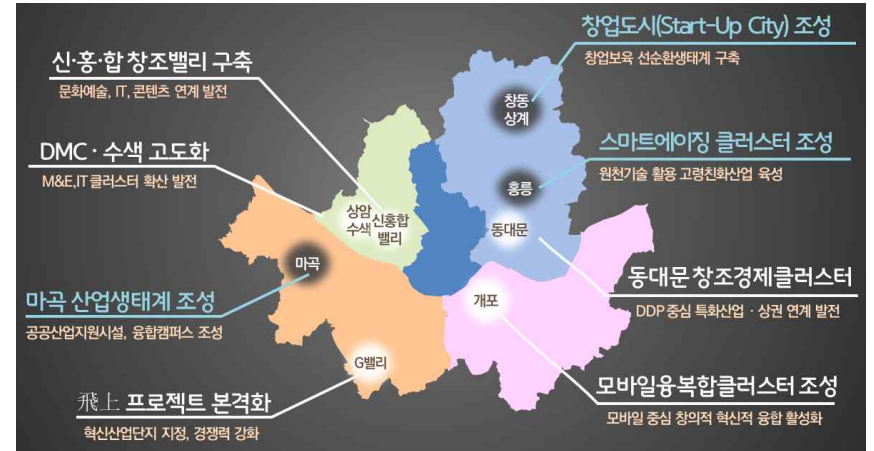 창업도시(Start-Up City) 조성
창업보육 선순환생태계 구축
신·홍·합 창조밸리 구축
문화예술, IT, 콘텐츠 연계 발전
창동
상계
스마트에이징 클러스터 조성
원천기술 활용 고령친화산업 육성
DMC · 수색 고도화
M&E,IT 클러스터 확산 발전
홍릉
상암
수색
신홍합
밸리
동대문
마곡
동대문 창조경제클러스터
DDP 중심 특화산업 · 상권 연계 발전
마곡 산업생태계 조성
공공산업지원시설, 융합캠퍼스 조성
개포
G밸리
모바일융복합클러스터 조성
모바일 중심 창의적 혁신적 융합 활성화
飛上 프로젝트 본격화
혁신산업단지 지정, 경쟁력 강화